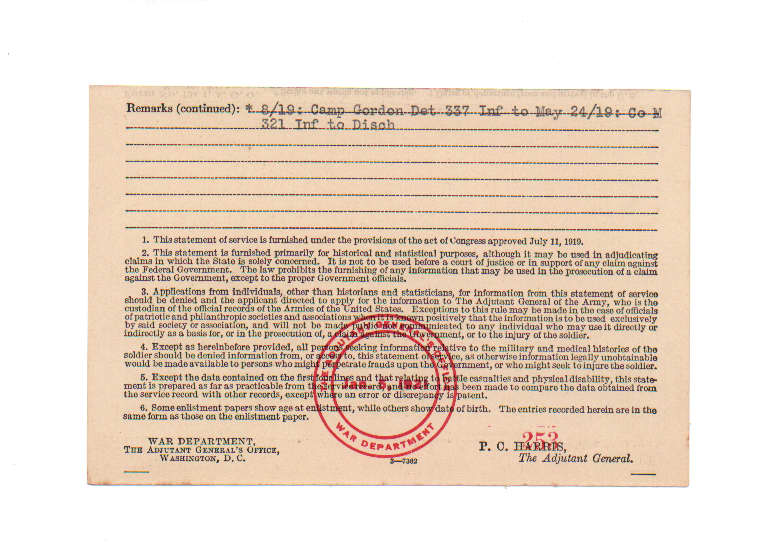 Remarks (continued): * 8/19: Camp Gordon Det 337 Inf to May 24/19: Co M
321 Inf to Disch
1. This statement of service is furnished under the provisions of the act of Congress approved July 11, 1919.
2. This statement is furnished primarily for historical and statistical purposes, although it may be used in adjudicating
claims in which the State is solely concerned. It is not to be used before a court of justice or in support of any claim against
the Federal Government. The law prohibits the furnishing of any information that may be used in the prosecution of a claim
against the Government, except to the proper Government officials.
3. Applications from individuals, other than historians and statisticians, for information from this statement of service
should be denied and the applicant directed to apply for the information to The Adjutant General of the Army, who is the
custodian of the official records of the Armies of the United States. Exceptions to this rule may be made in the case of officials
of patriotic and philanthropic societies and associations when it is known positively that the information is to be used exclusively
by said society or association, and will not be made public or communicated to any individual who may use it directly or
indirectly as a basis for, or in the prosecution of, a claim against the Government, or to the injury of the soldier.
4. Except as hereinbefore provided, all persons seeking information relative to the military and medical histories of the
soldier should be denied information from, or access to, this statement of service, as otherwise information legally unobtainable
would be made available to persons who might perpetrate frauds upon the Government, or who might seek to injure the soldier.
5. Except the data contained on the first lines and that relating to battle casualties and physical disability, this state-
ment is prepared as far as practicable from the service record. No effort has been made to compare the data obtained from
the service record with other records, except where an error or discrepancy is patent.
6. Some enlistment papers show age at enlistment, while others show date of birth. The entries recorded herein are in the
same form as those on the enlistment paper.
WAR DEPARTMENT,
THE ADJUTANT GENERAL'S OFFICE,
WASHINGTON, D. C.
3—7302
253
P. C. HARRIS,
The Adjutant General.
WAR DEPARTMENT